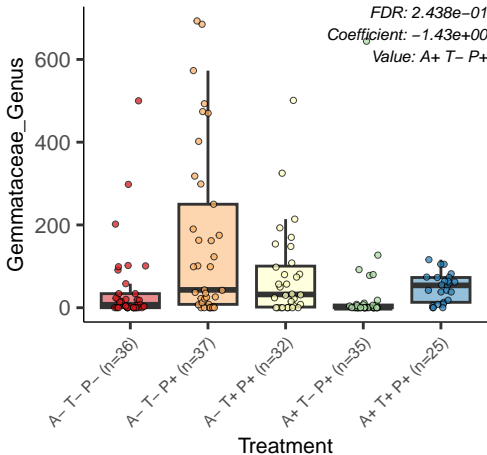 FDR: 2.438e−01
Coefficient: −1.43e+00
Value: A+ T− P+
Gemmataceae_Genus
600
400
200
0
A− T− P− (n=36)
A− T− P+ (n=37)
A− T+ P+ (n=32)
A+ T− P+ (n=35)
A+ T+ P+ (n=25)
Treatment